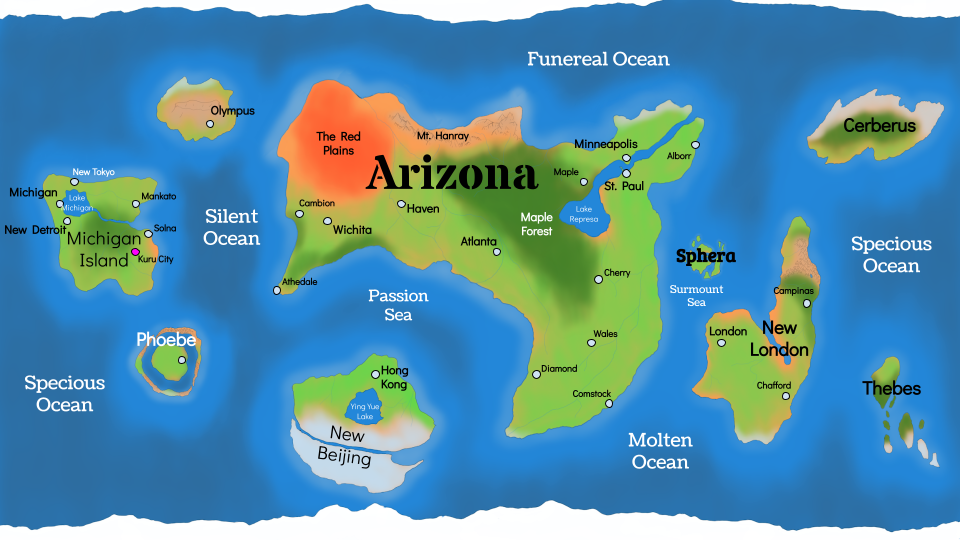 Funereal Ocean
Olympus
Cerberus
The Red
Plains
Mt. Hanray
Minneapolis
Alborr
Arizona
Maple
St. Paul
New Tokyo
Michigan
Lake
Michigan
Mankato
New Detroit
Solna
Michigan
Island
Kuru City
Silent
Ocean
Cambion
Wichita
Haven
Maple
Forest
Lake
Represa
Atlanta
Cherry
Athedale
Passion
Sea
Sphera
Surmount
Sea
Specious
Ocean
Campinas
London
New
London
Chafford
Wales
Diamond
Comstock
Phoebe
Specious
Ocean
Hong
Kong
Ying Yue
Lake
New
Beijing
Thebes
Molten
Ocean